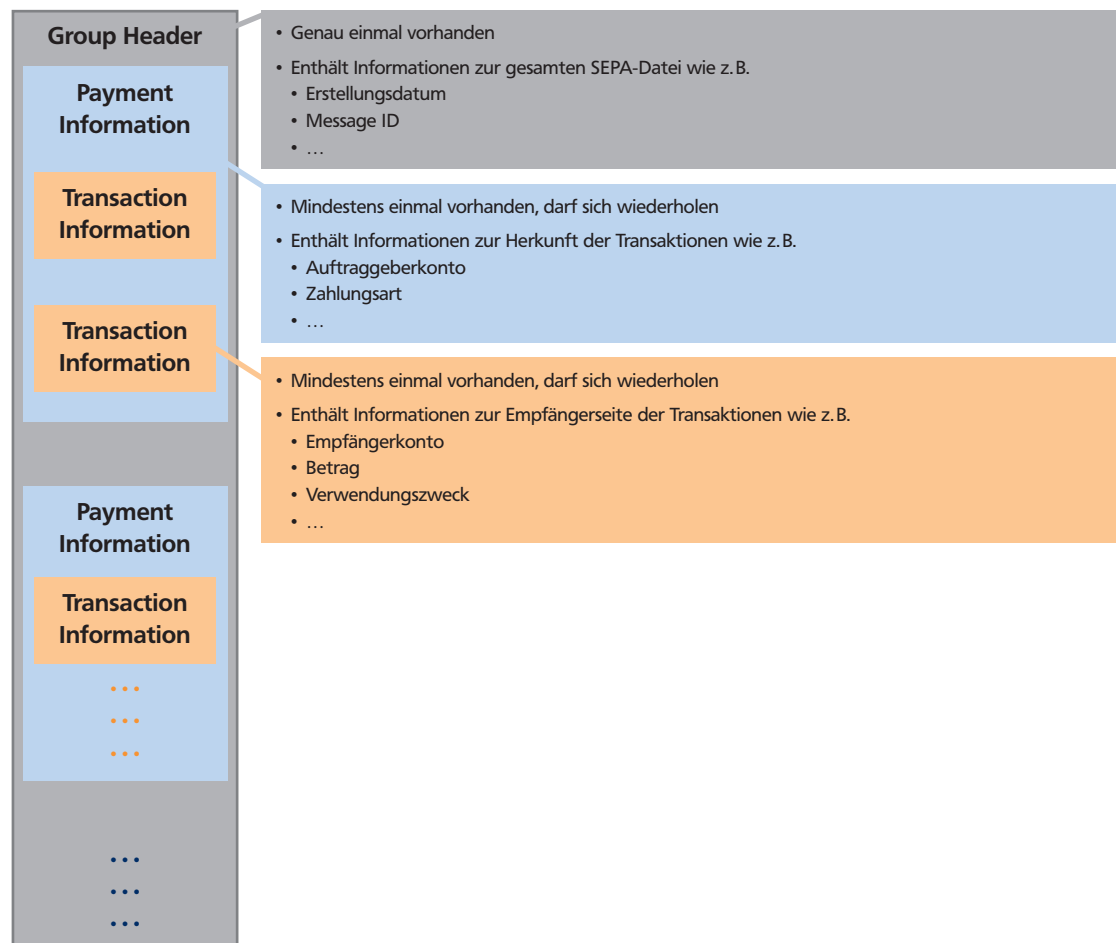 Group Header
Payment
Information
Transaction
Information
Transaction
Information
Payment
Information
Transaction
Information
...
...
...
...
...
...
• Genau einmal vorhanden
• Enthält Informationen zur gesamten SEPA-Datei wie z.B.
• Erstellungsdatum
• Message ID
• …
• Mindestens einmal vorhanden, darf sich wiederholen
• Enthält Informationen zur Herkunft der Transaktionen wie z.B.
• Auftraggeberkonto
• Zahlungsart
• …
• Mindestens einmal vorhanden, darf sich wiederholen
• Enthält Informationen zur Empfängerseite der Transaktionen wie z.B.
• Empfängerkonto
• Betrag
• Verwendungszweck
• …